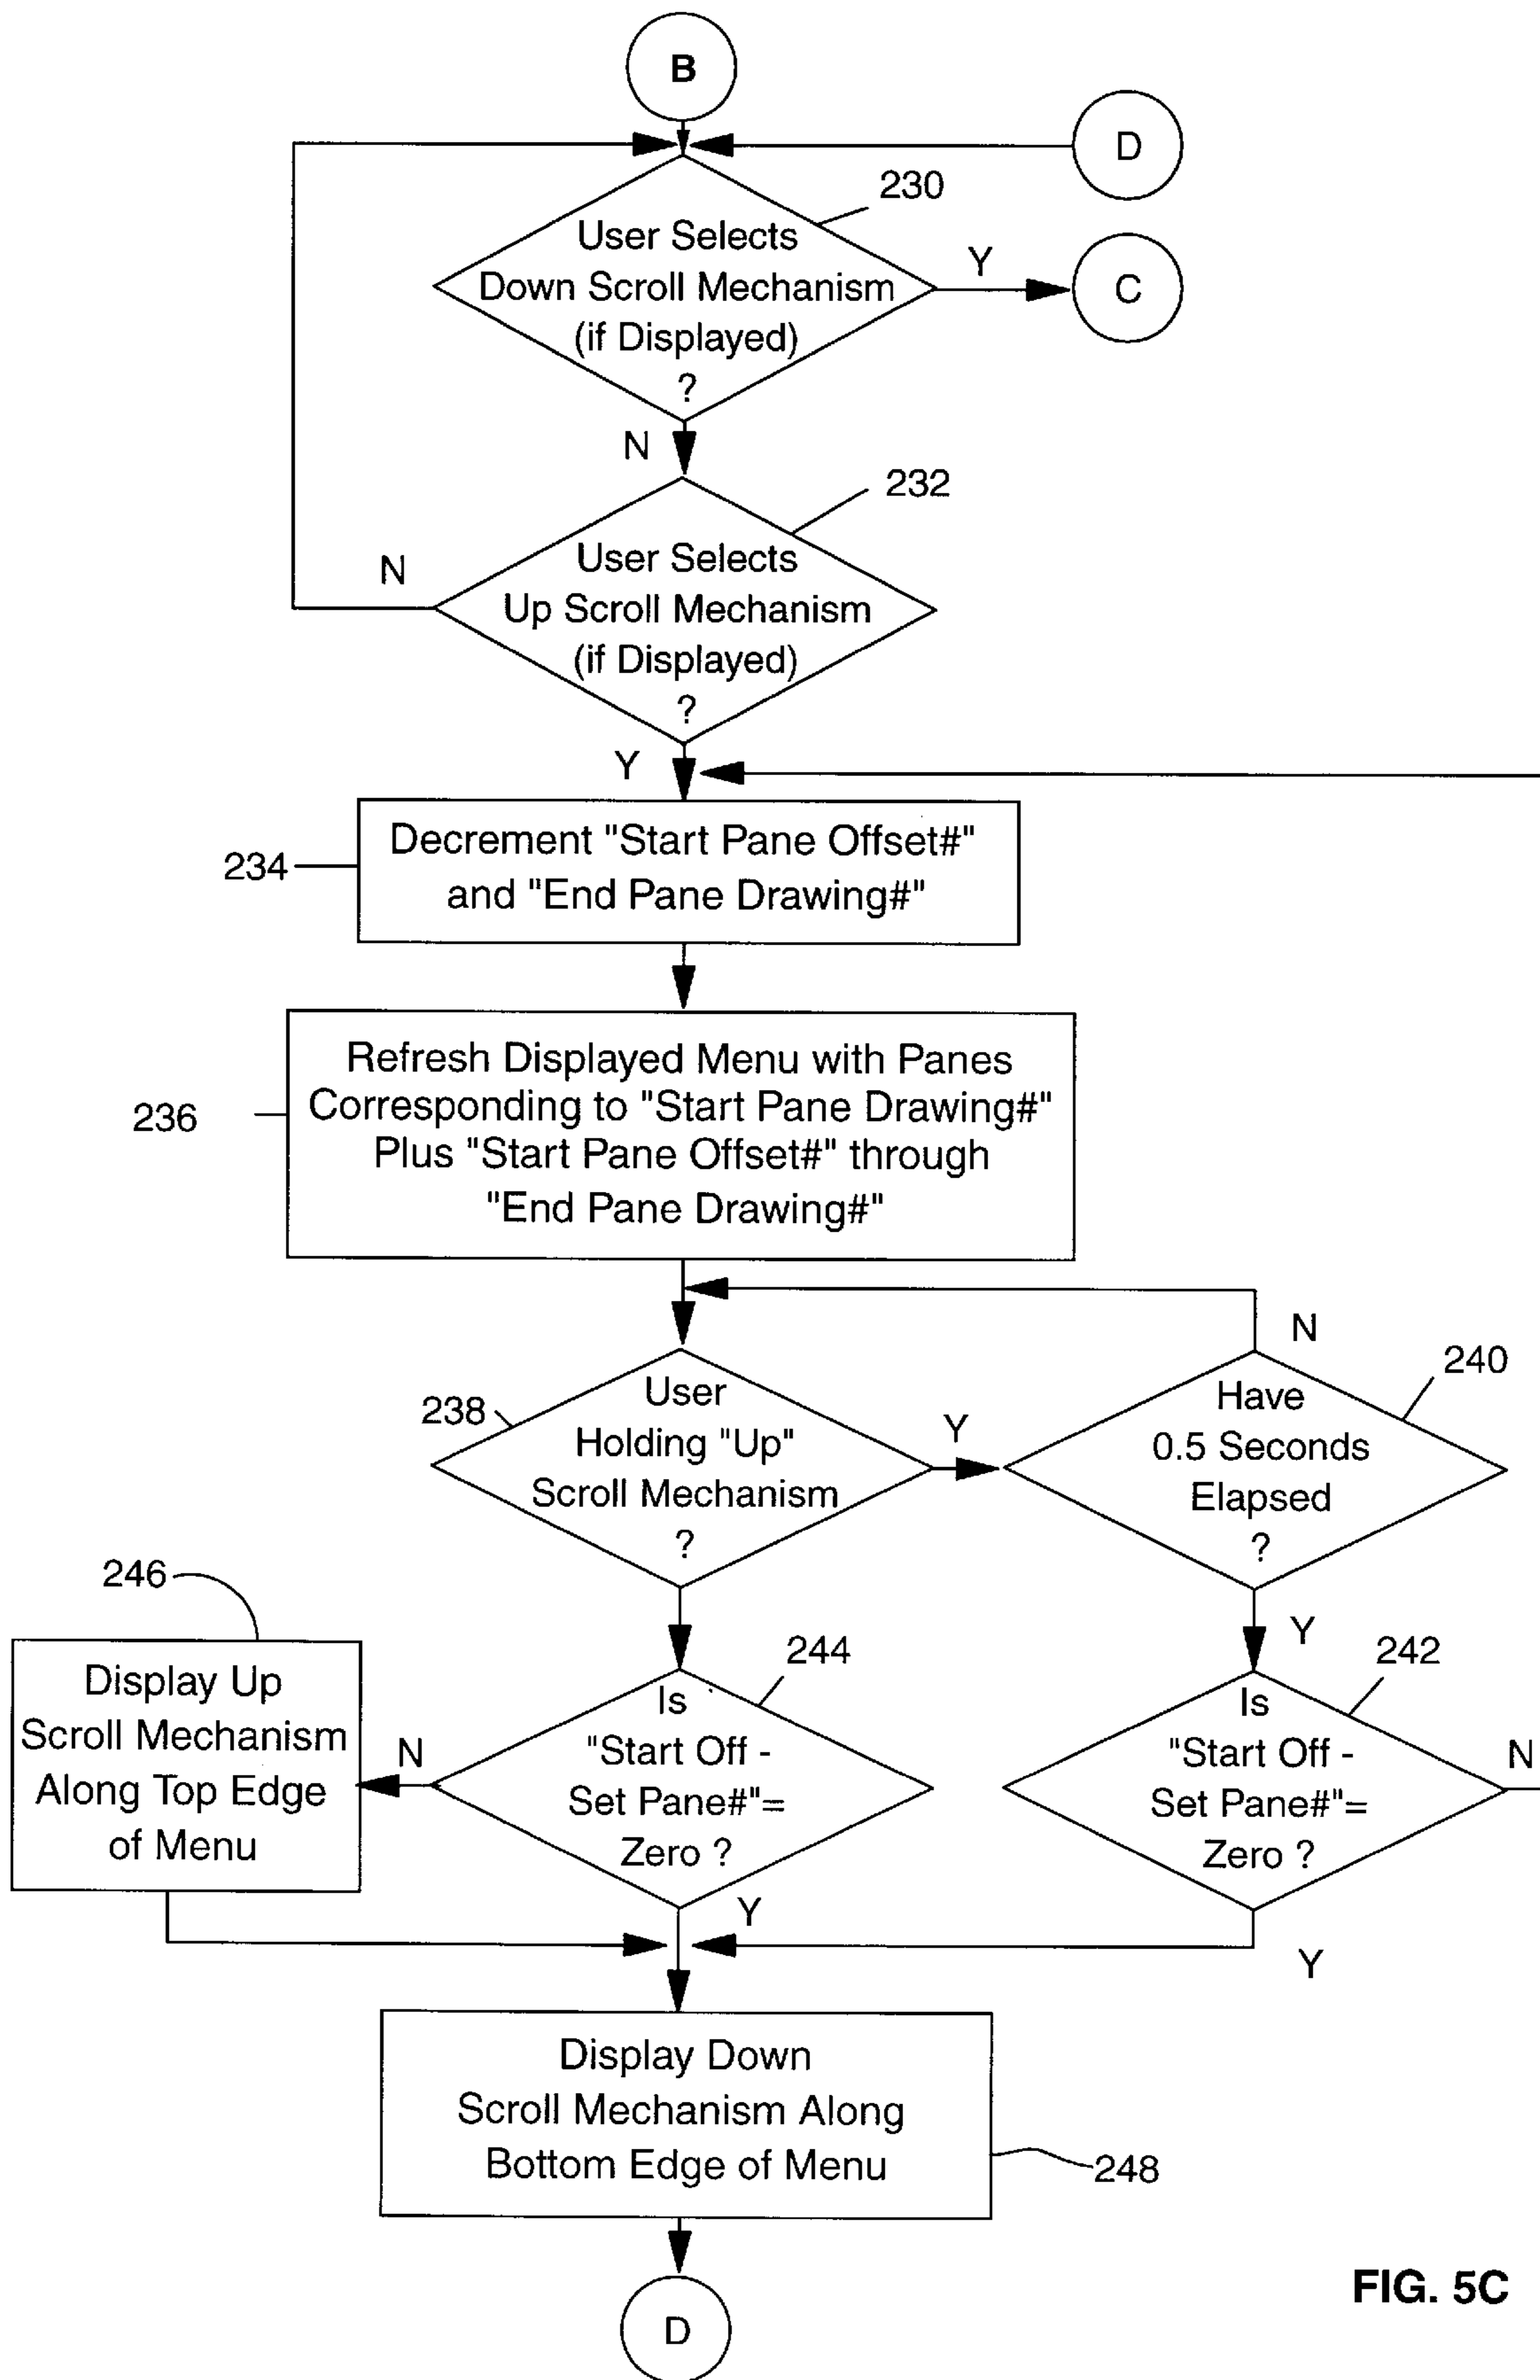 B
D
230
User Selects
Down Scroll Mechanism
(if Displayed)
?
Y
C
N
232
User Selects
Up Scroll Mechanism
(if Displayed)
?
N
Y
234
Decrement "Start Pane Offset#"
and "End Pane Drawing#"
236
Refresh Displayed Menu with Panes
Corresponding to "Start Pane Drawing#"
Plus "Start Pane Offset#" through
"End Pane Drawing#"
238
User
Holding "Up"
Scroll Mechanism
?
Y
N
240
Have
0.5 Seconds
Elapsed
?
Y
246
Display Up
Scroll Mechanism
Along Top Edge
of Menu
N
244
Is
"Start Off -
Set Pane#"=
Zero ?
Y
242
Is
"Start Off -
Set Pane#"=
Zero ?
N
Y
Display Down
Scroll Mechanism Along
Bottom Edge of Menu
248
D
FIG. 5C